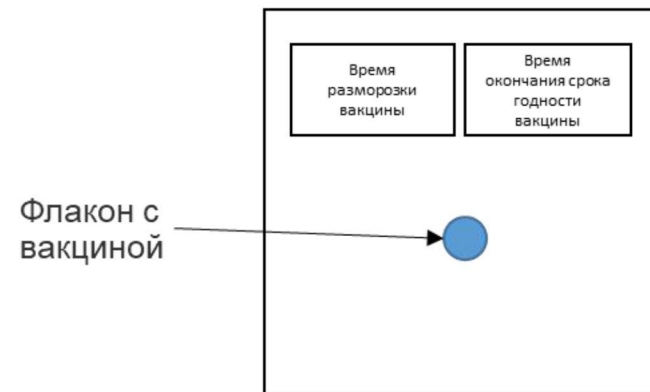 Время
разморозки
вакцины
Время
окончания срока
годности
вакцины
Флакон с
вакциной